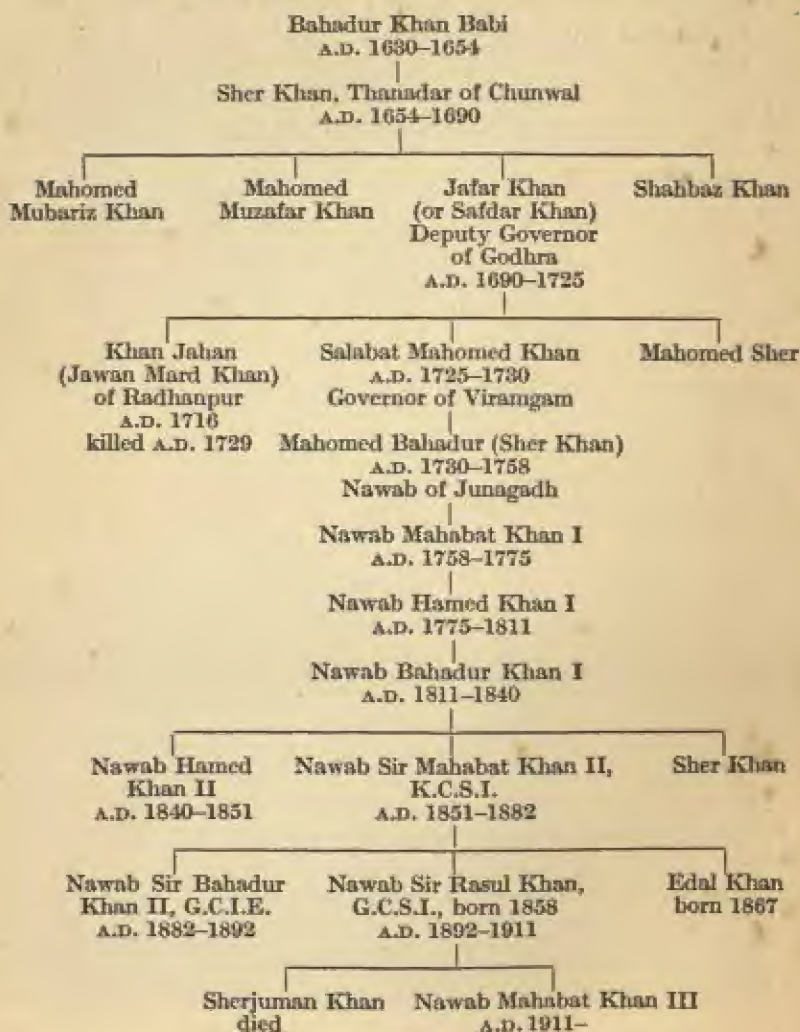 Bahadur Khan Babi
A.D. 1630–1654
Sher Khan, Thanadar of Chunwal
A.D. 1654–1690
Mahomed
Mubariz Khan
Mahomed
Muzafar Khan
Jafar Khan
(or Safdar Khan)
Deputy Governor
of Godhra
A.D. 1690–1725
Shahbaz Khan
Khan Jahan
(Jawan Mard Khan)
of Radhanpur
A.D. 1716
killed A.D. 1729
Salabat Mahomed Khan
A.D. 1725–1730
Governor of Viramgam
Mahomed Sher
Mahomed Bahadur (Sher Khan)
A.D. 1730–1758
Nawab of Junagadh
Nawab Mahabat Khan I
A.D. 1758–1775
Nawab Hamed Khan I
A.D. 1775–1811
Nawab Bahadur Khan I
A.D. 1811–1840
Nawab Hamed
Khan II
A.D. 1840–1851
Nawab Sir Mahabat Khan II,
K.C.S.I.
A.D. 1851–1882
Sher Khan
Nawab Sir Bahadur
Khan II, G.C.I.E.
A.D. 1882–1892
Nawab Sir Rasul Khan,
G.C.S.I., born 1858
A.D. 1892–1911
Edal Khan
born 1867
Sherjuman Khan
died
Nawab Mahabat Khan III
A.D. 1911–